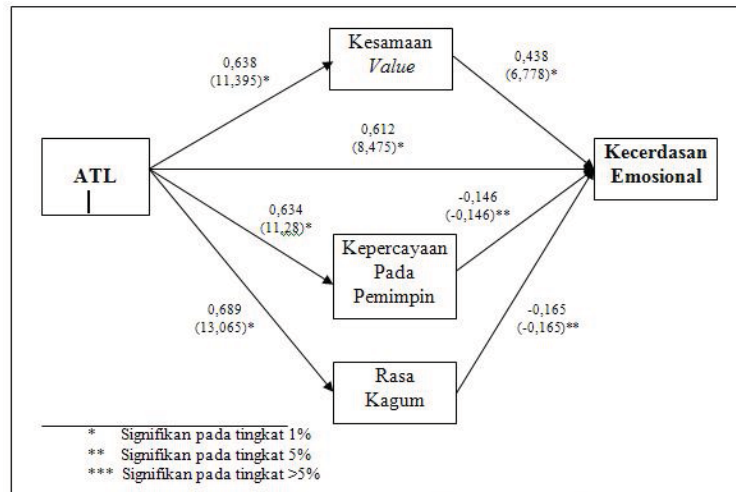 Kesamaan
Value
0,638
(11,395)*
0,438
(6,778)*
0,612
(8,475)*
ATL
Kecerdasan
Emosional
0,634
(11,28)*
-0,146
(-0,146)**
Kepercayaan
Pada
Pemimpin
0,689
(13,065)*
-0,165
(-0,165)**
Rasa
Kagum
* Signifikan pada tingkat 1%
** Signifikan pada tingkat 5%
*** Signifikan pada tingkat >5%